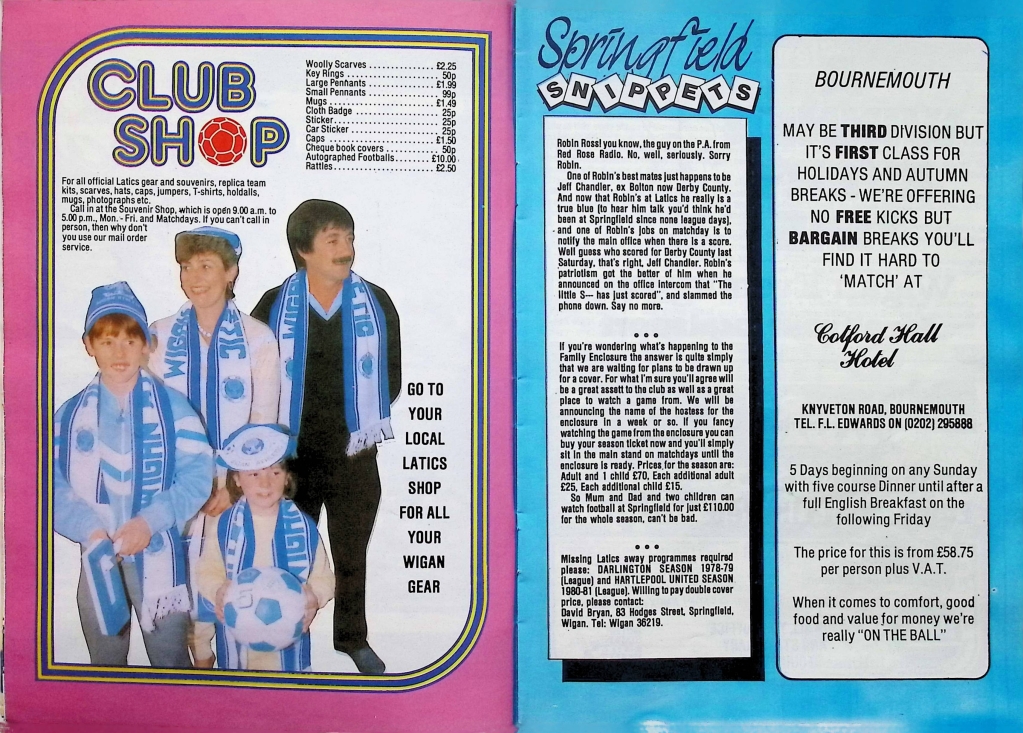 CLUB
SHOP
Woolly Scarves . . . . . . . . . . . . . . £2.25
Key Rings . . . . . . . . . . . . . . . . . . . 50p
Large Pennants . . . . . . . . . . . . . £1.99
Small Pennants . . . . . . . . . . . . . . 99p
Mugs . . . . . . . . . . . . . . . . . . . . . £1.49
Cloth Badge . . . . . . . . . . . . . . . . . 25p
Sticker . . . . . . . . . . . . . . . . . . . . . 25p
Car Sticker . . . . . . . . . . . . . . . . . . 25p
Caps . . . . . . . . . . . . . . . . . . . . . £1.50
Cheque book covers . . . . . . . . . . 50p
Autographed Footballs . . . . . . . £10.00
Rattles . . . . . . . . . . . . . . . . . . . . £2.50
For all official Latics gear and souvenirs, replica team
kits, scarves, hats, caps, jumpers, T-shirts, holdalls,
mugs, photographs etc.
Call in at the Souvenir Shop, which is open 9.00 a.m. to
5.00 p.m., Mon. - Fri. and Matchdays. If you can't call in
person, then why don't
you use our mail order
service.
WIGAN
TIC
WIGAN
ETIC
WIGAN
WIGAN
GO TO
YOUR
LOCAL
LATICS
SHOP
FOR ALL
YOUR
WIGAN
GEAR
Springfield
SNIPPETS
Robin Ross! you know, the guy on the P.A. from
Red Rose Radio. No, well, seriously. Sorry
Robin.
One of Robin's best mates just happens to be
Jeff Chandler, ex Bolton now Derby County.
And now that Robin's at Latics he really is a
true blue (to hear him talk you'd think he'd
been at Springfield since none league days),
and one of Robin's jobs on matchday is to
notify the main office when there is a score.
Well guess who scored for Derby County last
Saturday, that's right, Jeff Chandler. Robin's
patriotism got the better of him when he
announced on the office intercom that "The
little S--- has just scored", and slammed the
phone down. Say no more.
● ● ●
If you're wondering what's happening to the
Family Enclosure the answer is quite simply
that we are waiting for plans to be drawn up
for a cover. For what I'm sure you'll agree will
be a great assett to the club as well as a great
place to watch a game from. We will be
announcing the name of the hostess for the
enclosure in a week or so. If you fancy
watching the game from the enclosure you can
buy your season ticket now and you'll simply
sit in the main stand on matchdays until the
enclosure is ready. Prices for the season are:
Adult and 1 child £70. Each additional adult
£25. Each additional child £15.
So Mum and Dad and two children can
watch football at Springfield for just £110.00
for the whole season, can't be bad.
● ● ●
Missing Latics away programmes required
please: DARLINGTON SEASON 1978-79
(League) and HARTLEPOOL UNITED SEASON
1980-81 (League). Willing to pay double cover
price, please contact:
David Bryan, 83 Hodges Street, Springfield,
Wigan. Tel: Wigan 36219.
BOURNEMOUTH
MAY BE THIRD DIVISION BUT
IT'S FIRST CLASS FOR
HOLIDAYS AND AUTUMN
BREAKS - WE'RE OFFERING
NO FREE KICKS BUT
BARGAIN BREAKS YOU'LL
FIND IT HARD TO
'MATCH' AT
Cotford Hall
Hotel
KNYVETON ROAD, BOURNEMOUTH
TEL. F.L. EDWARDS ON (0202) 295888
5 Days beginning on any Sunday
with five course Dinner until after a
full English Breakfast on the
following Friday
The price for this is from £58.75
per person plus V.A.T.
When it comes to comfort, good
food and value for money we're
really "ON THE BALL"